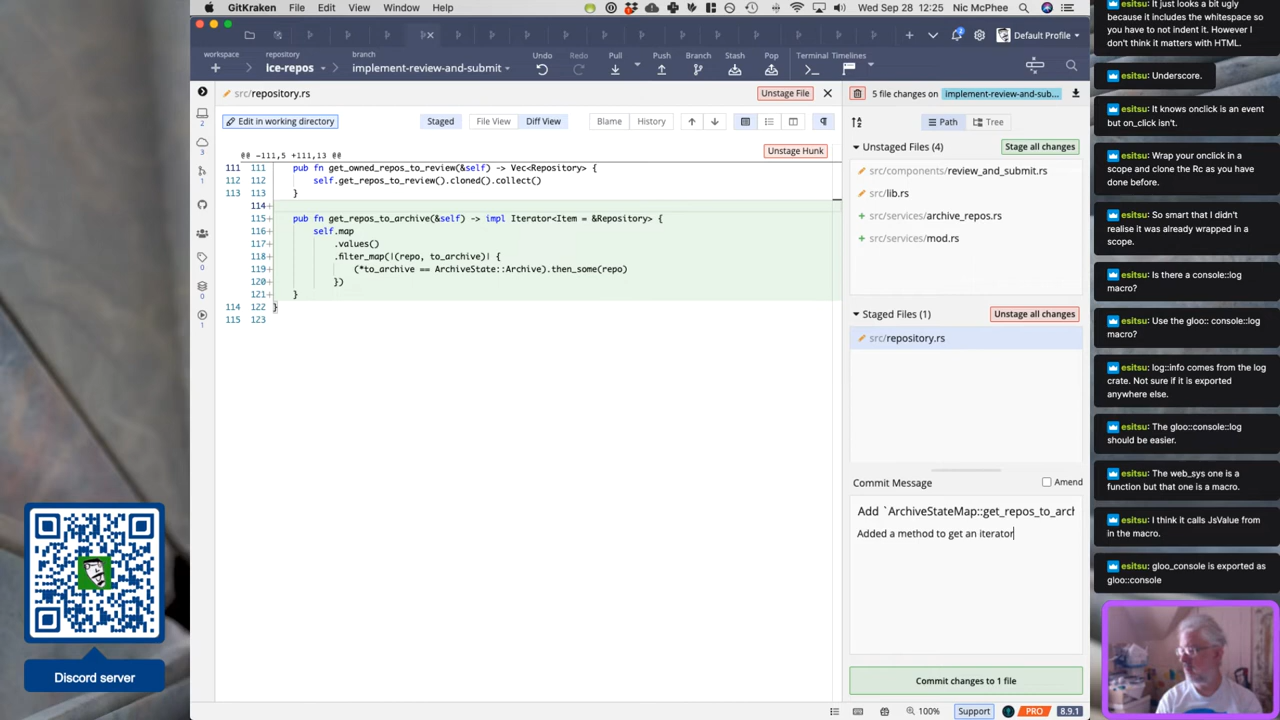 GitKraken File Edit View Window Help
Wed Sep 28 12:25 Nic McPhee
Default Profile
workspace
repository
Ice-repos
branch
implement-review-and-submit
Undo Redo Pull Push Branch Stash Pop Terminal Timelines
2
3
1
0
0
1
src/repository.rs
Unstage File
Edit in working directory
Staged File View Diff View Blame History
@@ -111,5 +111,13 @@
Unstage Hunk
111 111 pub fn get_owned_repos_to_review(&self) -> Vec<Repository> {
112 112 self.get_repos_to_review().cloned().collect()
113 113 }
114+
115+ pub fn get_repos_to_archive(&self) -> impl Iterator<Item = &Repository> {
116+ self.map
117+ .values()
118+ .filter_map(|(repo, to_archive)| {
119+ (*to_archive == ArchiveState::Archive).then_some(repo)
120+ })
121+ }
114 122 }
115 123
5 file changes on implement-review-and-sub...
Path Tree
Unstaged Files (4)
Stage all changes
src/components/review_and_submit.rs
src/lib.rs
src/services/archive_repos.rs
src/services/mod.rs
Staged Files (1)
Unstage all changes
src/repository.rs
Commit Message
Amend
Add `ArchiveStateMap::get_repos_to_arch
Added a method to get an iterator
Commit changes to 1 file
100% Support PRO 8.9.1
esitsu: It just looks a bit ugly
because it includes the whitespace so
you have to not indent it. However I
don't think it matters with HTML.
esitsu: Underscore.
esitsu: It knows onclick is an event
but on_click isn't.
esitsu: Wrap your onclick in a
scope and clone the Rc as you have
done before.
esitsu: So smart that I didn't
realise it was already wrapped in a
scope.
esitsu: Is there a console::log
macro?
esitsu: Use the gloo:: console::log
macro?
esitsu: log::info comes from the log
crate. Not sure if it is exported
anywhere else.
esitsu: The gloo::console::log
should be easier.
esitsu: The web_sys one is a
function but that one is a macro.
esitsu: I think it calls JsValue from
in the macro.
esitsu: gloo_console is exported as
gloo::console
Discord server